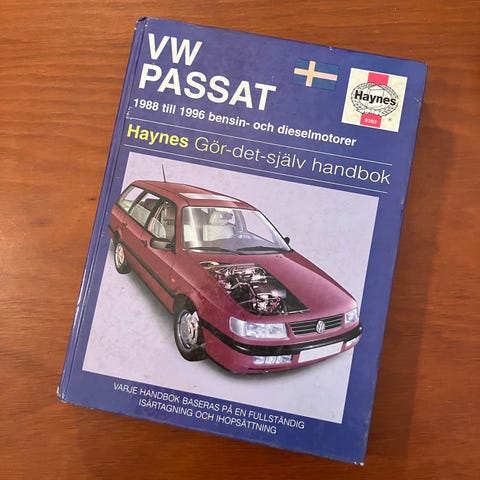 VW
PASSAT
1988 till 1996 bensin- och dieselmotorer
Haynes
Haynes Gör-det-själv handbok
VARJE HANDBOK BASERAS PÅ EN FULLSTÄNDIG
ISÄRTAGNING OCH IHOPSÄTTNING